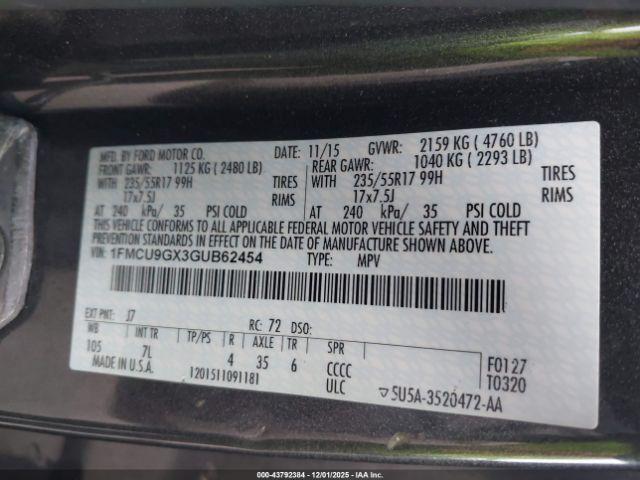 MFD. BY FORD MOTOR CO. DATE: 11/15 GVWR: 2159 KG ( 4760 LB)
FRONT GAWR: 1125 KG ( 2480 LB) REAR GAWR: 1040 KG ( 2293 LB)
WITH 235/55R17 99H TIRES WITH 235/55R17 99H TIRES
17x7.5J RIMS 17x7.5J RIMS
AT 240 kPa/ 35 PSI COLD AT 240 kPa/ 35 PSI COLD
THIS VEHICLE CONFORMS TO ALL APPLICABLE FEDERAL MOTOR VEHICLE SAFETY AND THEFT
PREVENTION STANDARDS IN EFFECT ON THE DATE OF MANUFACTURE SHOWN ABOVE.
VIN: 1FMCU9GX3GUB62454 TYPE: MPV
EXT PNT: J7 RC: 72 DSO:
WB INT TR TP/PS R AXLE TR SPR
105 7L 4 35 6 CCCC F0127
MADE IN U.S.A. 1201511091181 ULC T0320
▽5U5A-3520472-AA
000-43792384 - 12/01/2025 - IAA Inc.